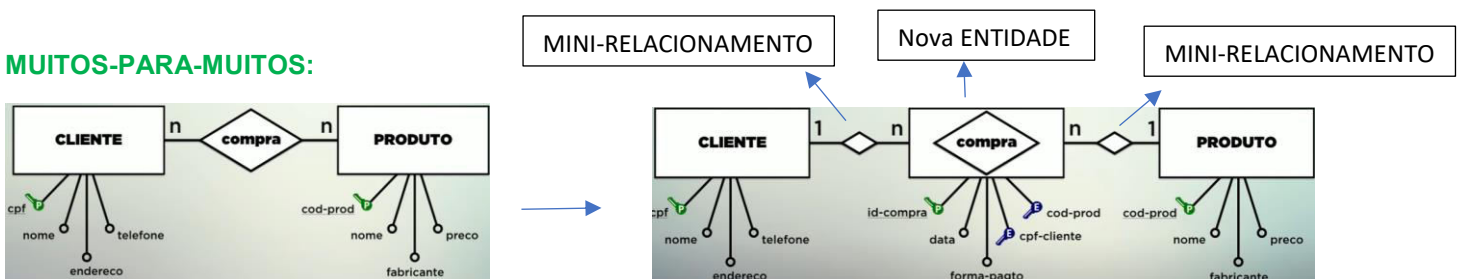 MINI-RELACIONAMENTO
Nova ENTIDADE
MINI-RELACIONAMENTO
MUITOS-PARA-MUITOS:
CLIENTE
n
compra
n
PRODUTO
cpf
P
nome
endereco
telefone
cod-prod
P
nome
fabricante
preco
CLIENTE
1
n
compra
n
1
PRODUTO
cpf
P
nome
endereco
telefone
id-compra
P
data
forma-pagto
E
cpf-cliente
E
cod-prod
cod-prod
P
nome
fabricante
preco